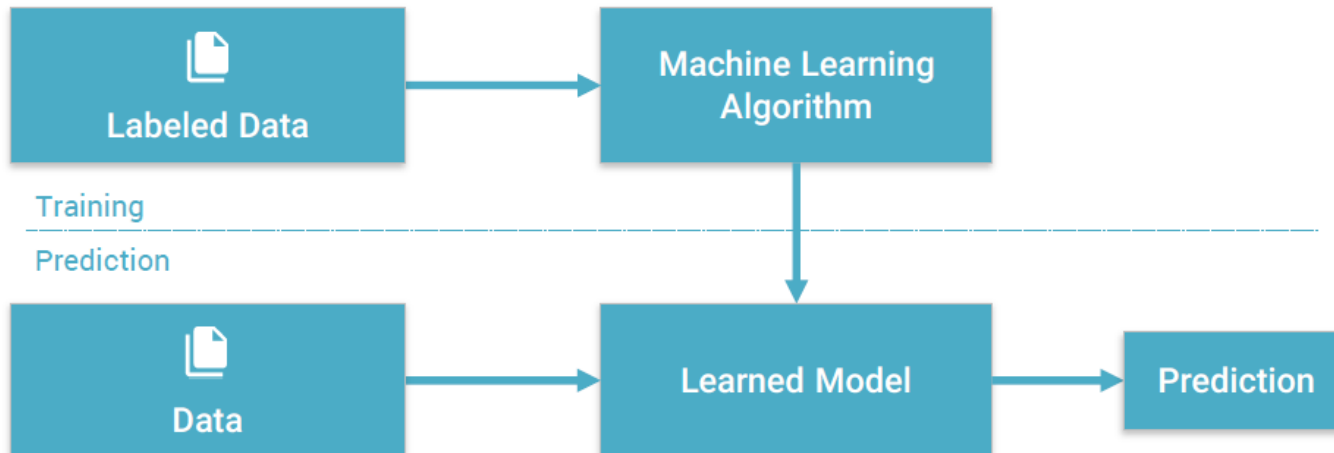 Labeled Data
Machine Learning
Algorithm
Training
Prediction
Data
Learned Model
Prediction